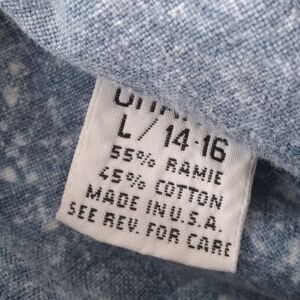 L / 14-16
55% RAMIE
45% COTTON
MADE IN U.S.A.
SEE REV. FOR CARE